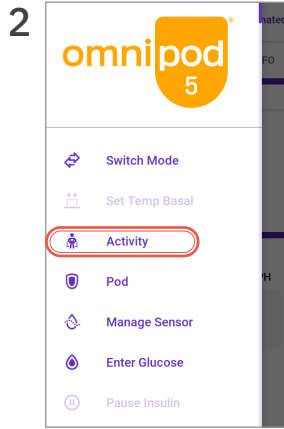 2
omnipod®
5
Switch Mode
Set Temp Basal
Activity
Pod
Manage Sensor
Enter Glucose
Pause Insulin